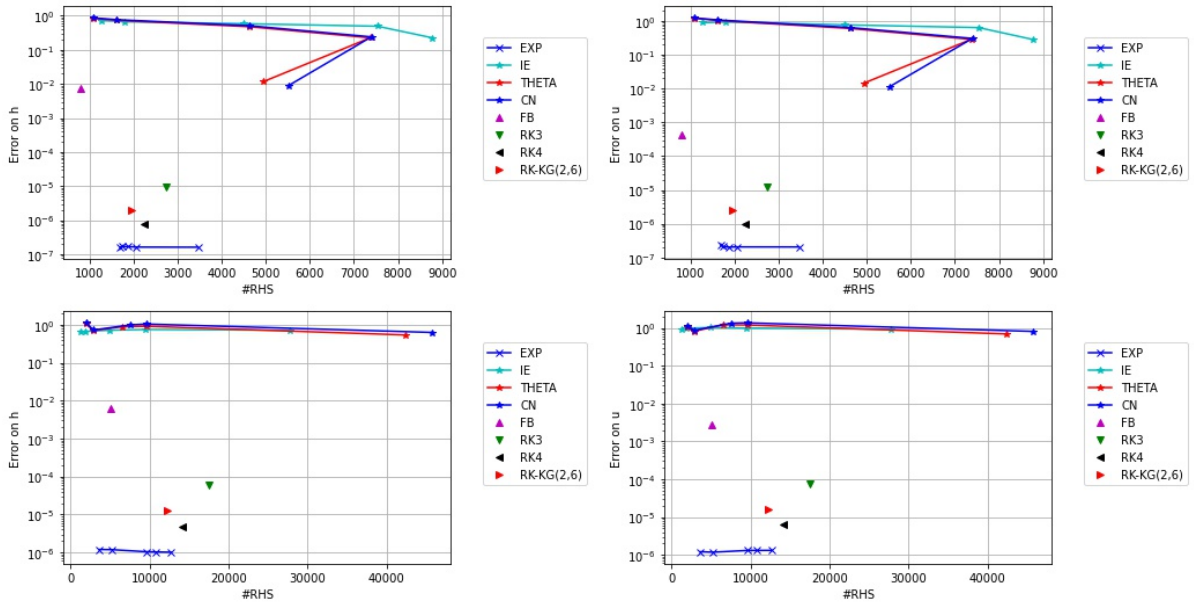 10⁰
10⁻¹
10⁻²
10⁻³
10⁻⁴
10⁻⁵
10⁻⁶
10⁻⁷
Error on h
1000 2000 3000 4000 5000 6000 7000 8000 9000
#RHS
EXP
IE
THETA
CN
FB
RK3
RK4
RK-KG(2,6)
10⁰
10⁻¹
10⁻²
10⁻³
10⁻⁴
10⁻⁵
10⁻⁶
10⁻⁷
Error on u
1000 2000 3000 4000 5000 6000 7000 8000 9000
#RHS
EXP
IE
THETA
CN
FB
RK3
RK4
RK-KG(2,6)
10⁰
10⁻¹
10⁻²
10⁻³
10⁻⁴
10⁻⁵
10⁻⁶
Error on h
0 10000 20000 30000 40000
#RHS
EXP
IE
THETA
CN
FB
RK3
RK4
RK-KG(2,6)
10⁰
10⁻¹
10⁻²
10⁻³
10⁻⁴
10⁻⁵
10⁻⁶
Error on u
0 10000 20000 30000 40000
#RHS
EXP
IE
THETA
CN
FB
RK3
RK4
RK-KG(2,6)